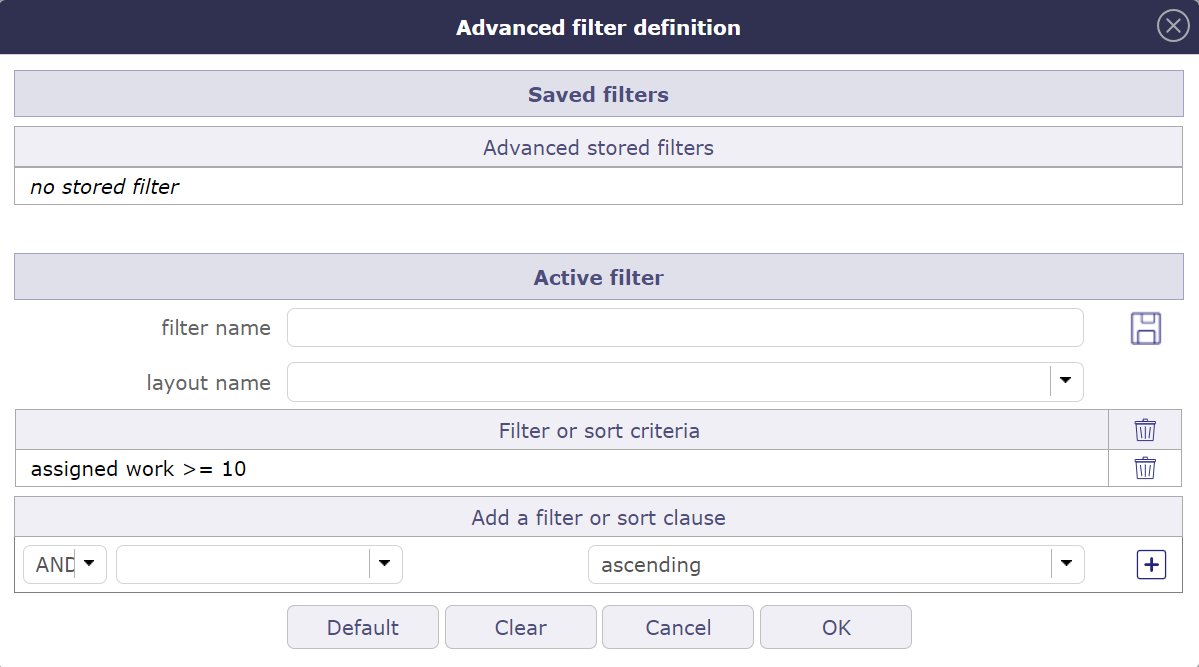 Advanced filter definition
Saved filters
Advanced stored filters
no stored filter
Active filter
filter name
layout name
Filter or sort criteria
assigned work >= 10
Add a filter or sort clause
AND ascending
Default Clear Cancel OK